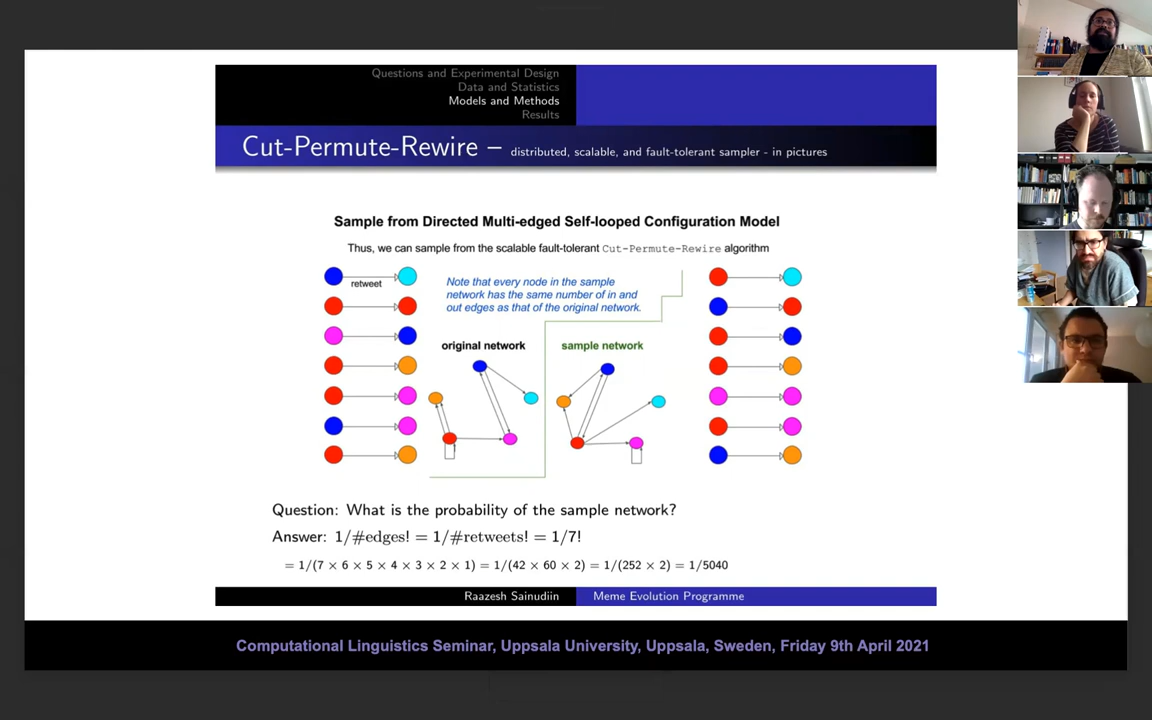 Questions and Experimental Design
Data and Statistics
Models and Methods
Results
Cut-Permute-Rewire – distributed, scalable, and fault-tolerant sampler - in pictures
Sample from Directed Multi-edged Self-looped Configuration Model
Thus, we can sample from the scalable fault-tolerant Cut-Permute-Rewire algorithm
retweet
Note that every node in the sample
network has the same number of in and
out edges as that of the original network.
original network
sample network
Question: What is the probability of the sample network?
Answer: 1/#edges! = 1/#retweets! = 1/7!
= 1/(7 × 6 × 5 × 4 × 3 × 2 × 1) = 1/(42 × 60 × 2) = 1/(252 × 2) = 1/5040
Raazesh Sainudiin
Meme Evolution Programme
Computational Linguistics Seminar, Uppsala University, Uppsala, Sweden, Friday 9th April 2021